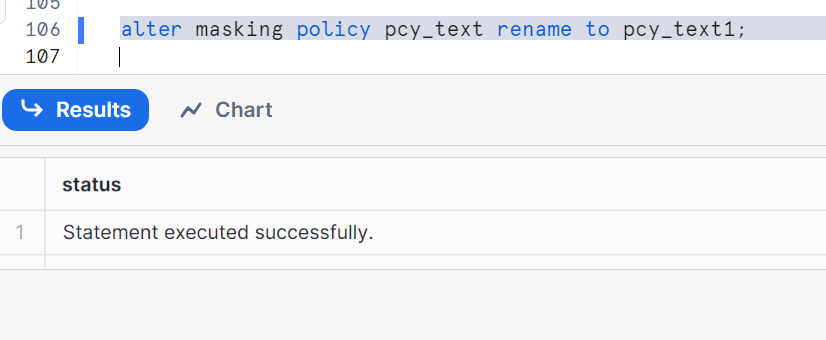 105
106 alter masking policy pcy_text rename to pcy_text1;
107
Results Chart
status
1 Statement executed successfully.